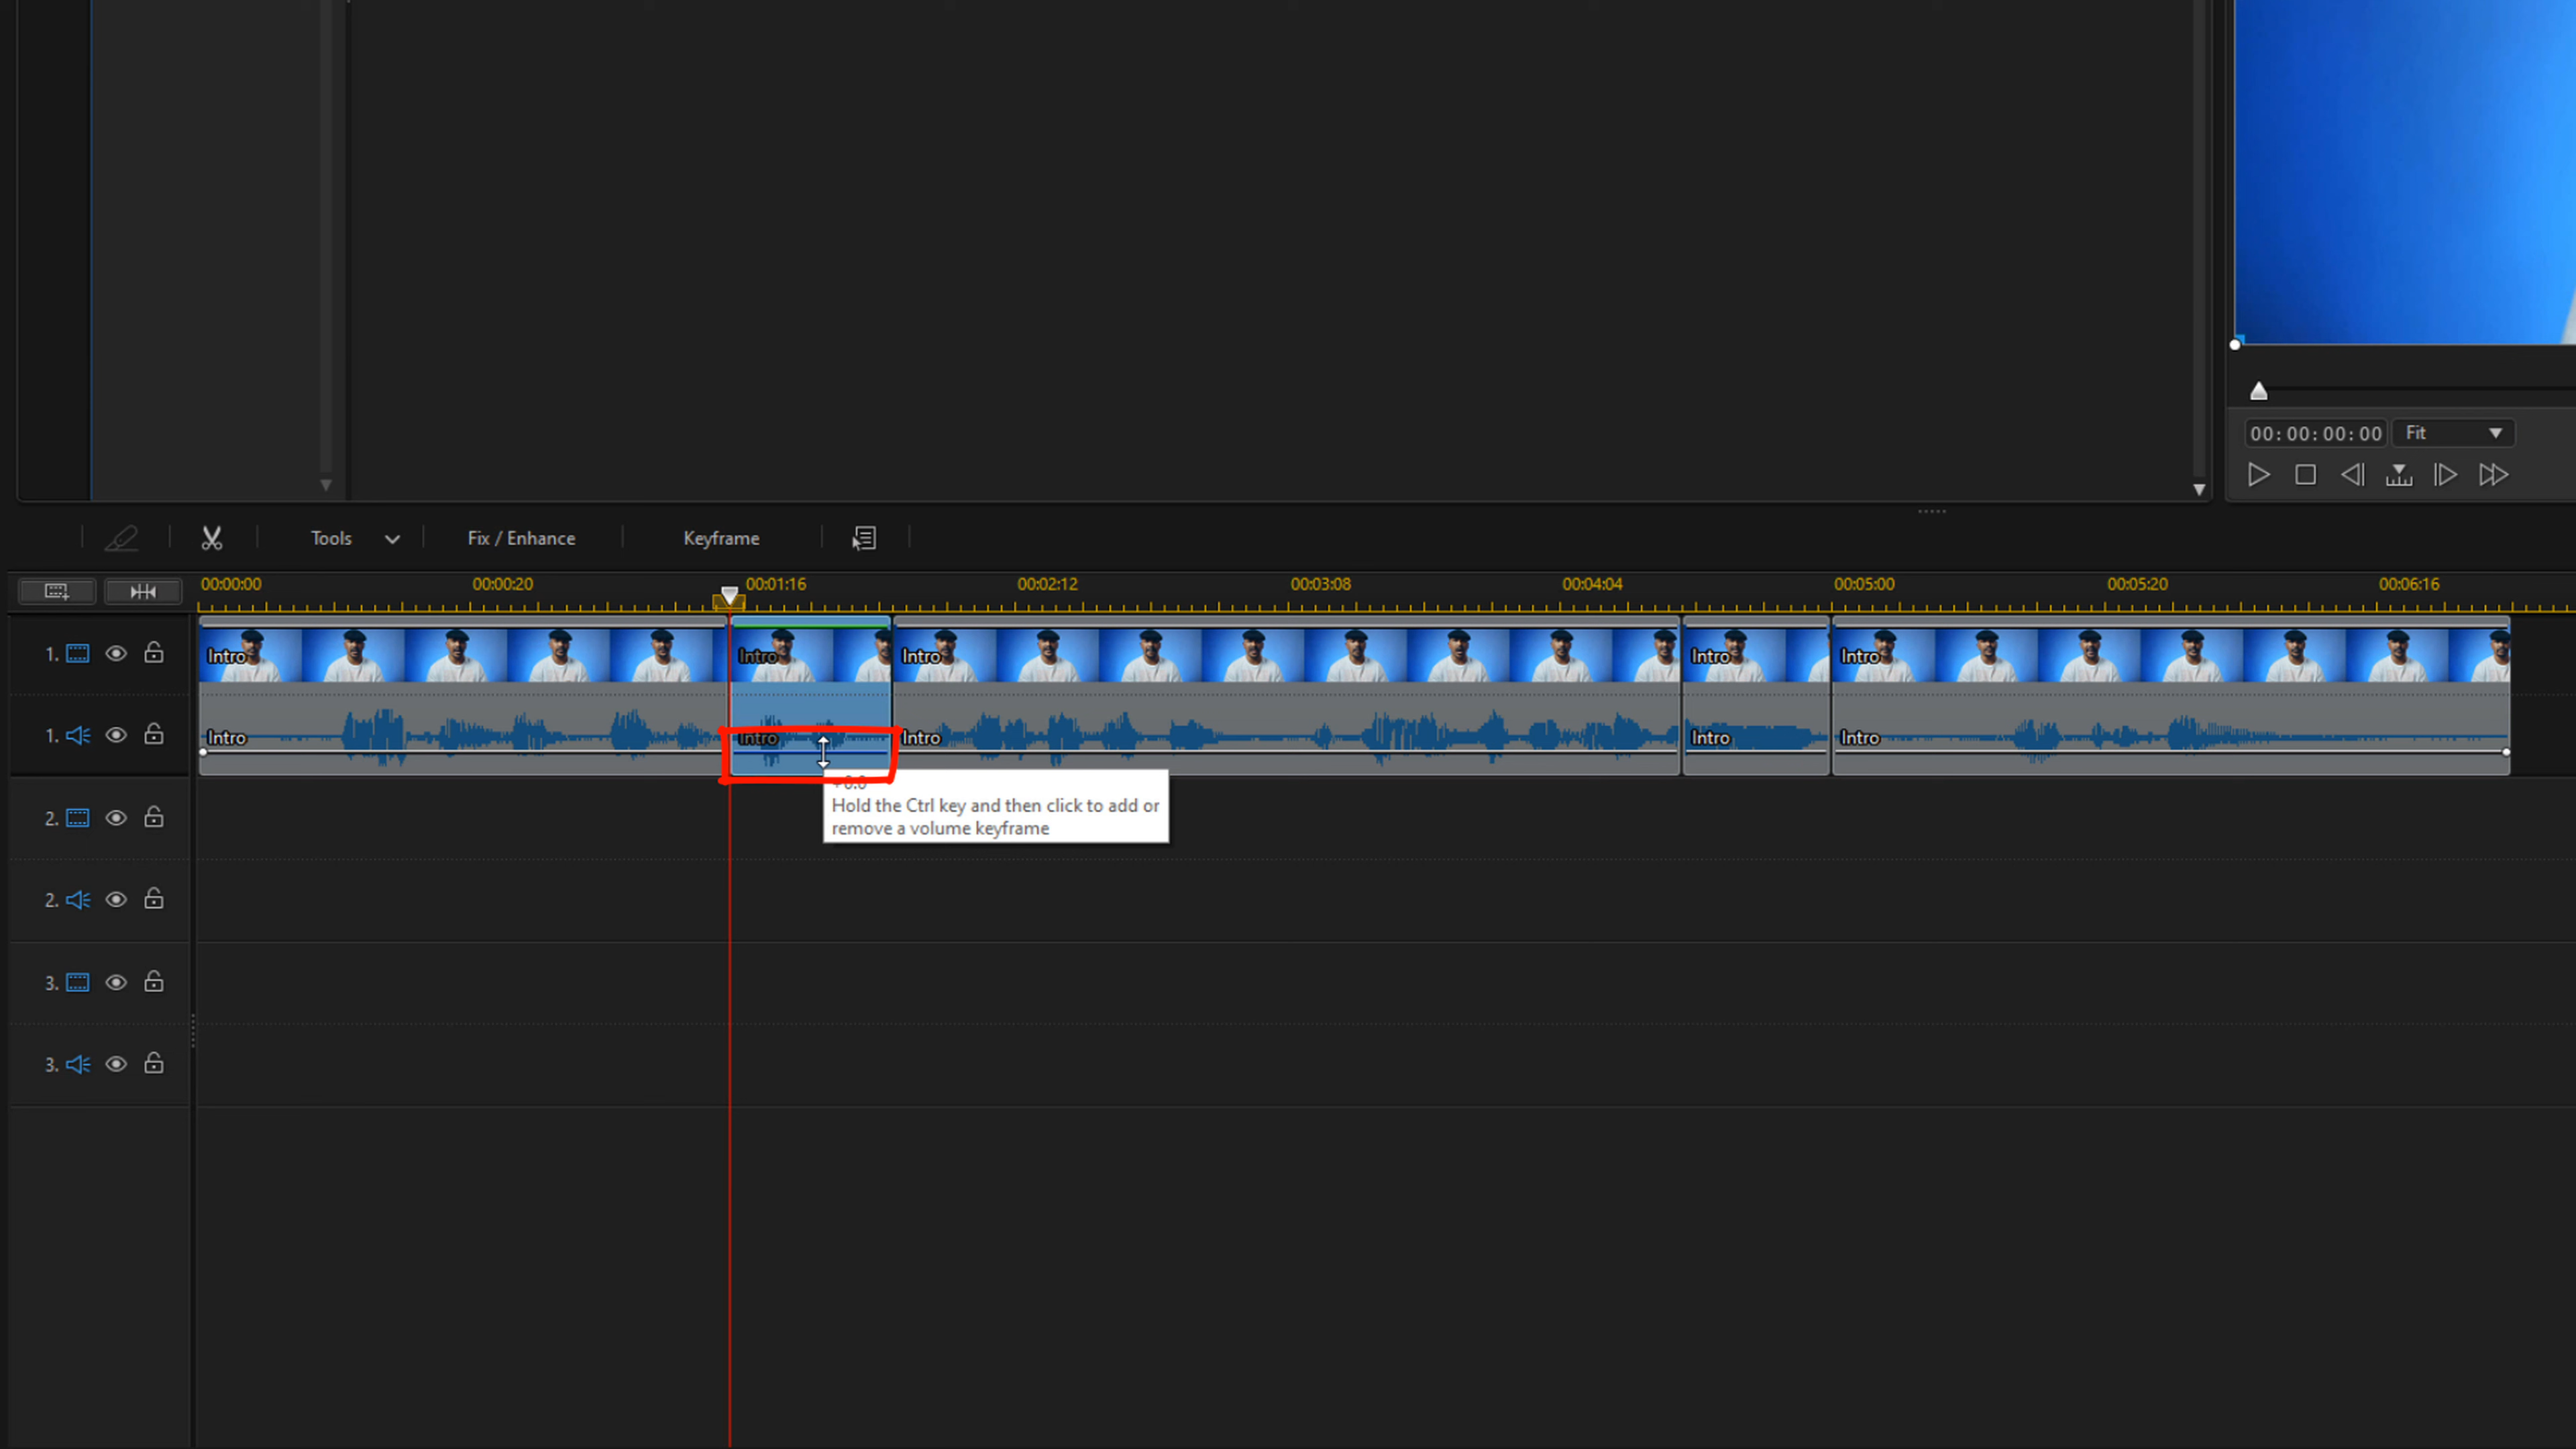 00:00:00:00 Fit
Tools Fix / Enhance Keyframe
00:00:00 00:00:20 00:01:16 00:02:12 00:03:08 00:04:04 00:05:00 00:05:20 00:06:16
1. Intro Intro Intro Intro Intro
1. Intro Intro Intro Intro Intro
Hold the Ctrl key and then click to add or
remove a volume keyframe
2.
2.
3.
3.